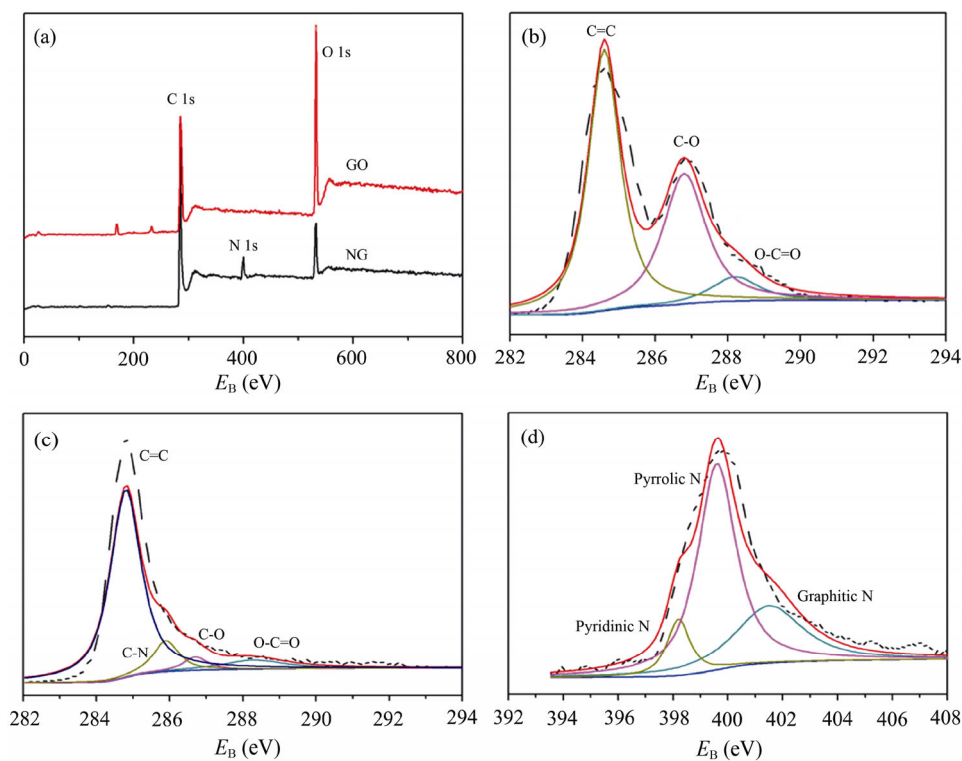 (a)
O 1s
C 1s
GO
N 1s
NG
0 200 400 600 800
E_B (eV)
(b)
C=C
C-O
O-C=O
282 284 286 288 290 292 294
E_B (eV)
(c)
C=C
C-O
O-C=O
C-N
282 284 286 288 290 292 294
E_B (eV)
(d)
Pyrrolic N
Graphitic N
Pyridinic N
392 394 396 398 400 402 404 406 408
E_B (eV)